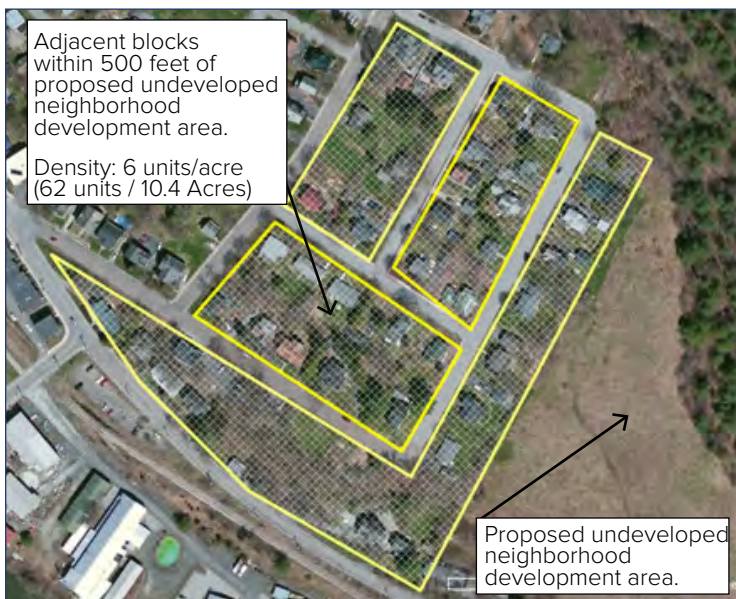 Adjacent blocks
within 500 feet of
proposed undeveloped
neighborhood
development area.
Density: 6 units/acre
(62 units / 10.4 Acres)
Proposed undeveloped
neighborhood
development area.